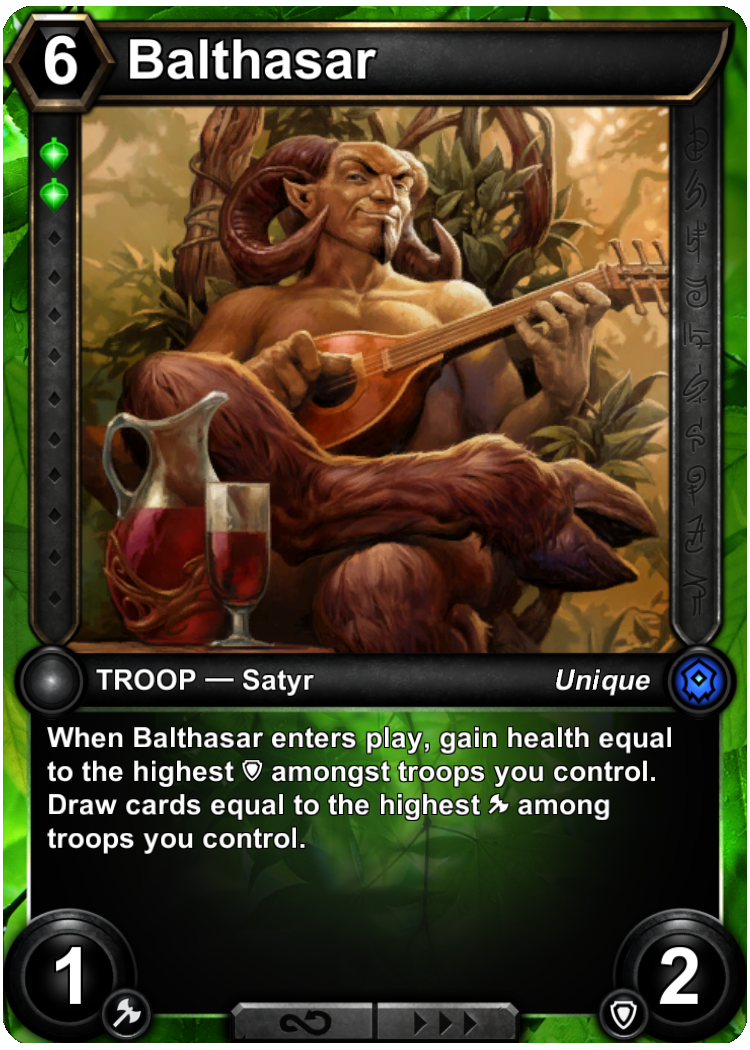 6 Balthasar
TROOP — Satyr Unique
When Balthasar enters play, gain health equal
to the highest amongst troops you control.
Draw cards equal to the highest among
troops you control.
1 2